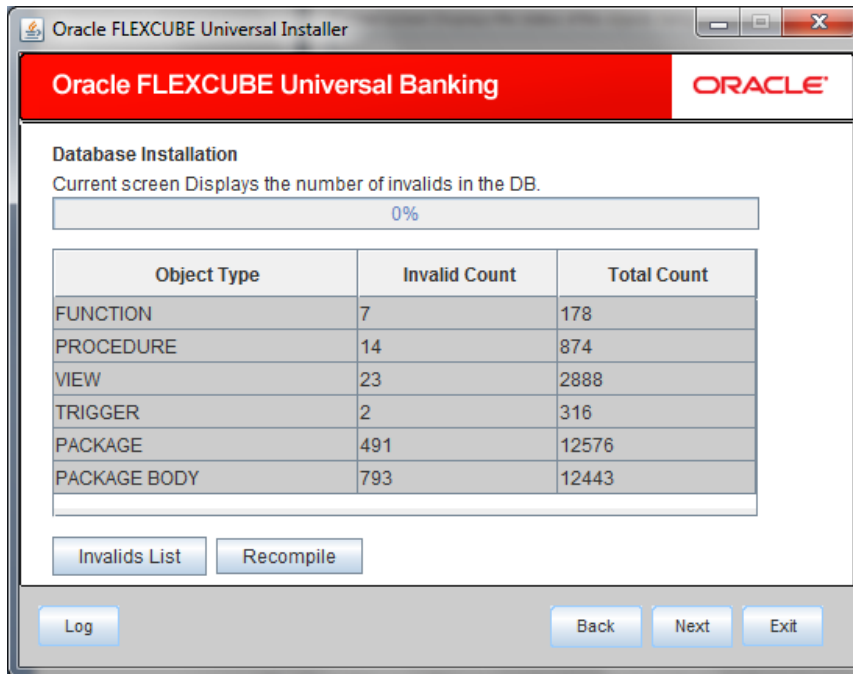 Oracle FLEXCUBE Universal Installer
Oracle FLEXCUBE Universal Banking
ORACLE
Database Installation
Current screen Displays the number of invalids in the DB.
0%
Object Type Invalid Count Total Count
FUNCTION 7 178
PROCEDURE 14 874
VIEW 23 2888
TRIGGER 2 316
PACKAGE 491 12576
PACKAGE BODY 793 12443
Invalids List Recompile
Log Back Next Exit